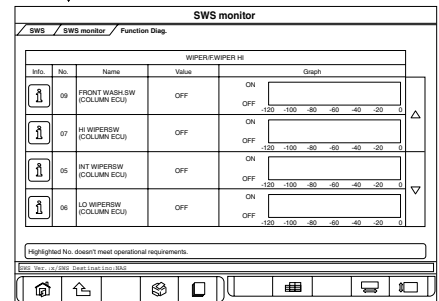 SWS monitor
SWS / SWS monitor / Function Diag.
WIPER/F.WIPER HI
Info. No. Name Value Graph
09 FRONT WASH.SW (COLUMN ECU) OFF ON OFF
-120 -100 -80 -60 -40 -20 0
07 HI WIPERSW (COLUMN ECU) OFF ON OFF
-120 -100 -80 -60 -40 -20 0
05 INT WIPERSW (COLUMN ECU) OFF ON OFF
-120 -100 -80 -60 -40 -20 0
06 LO WIPERSW (COLUMN ECU) OFF ON OFF
-120 -100 -80 -60 -40 -20 0
Highlight No. doesn't meet operational requirements.
SWS Ver.:x/SWS Destinatino:NAS